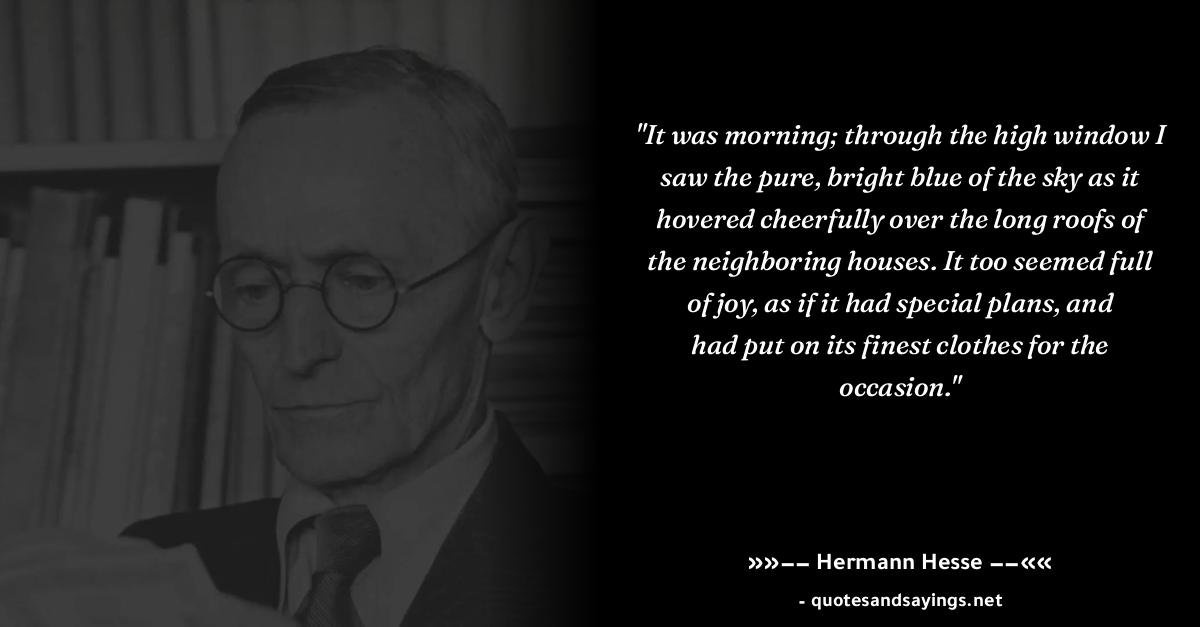 "It was morning; through the high window I
saw the pure, bright blue of the sky as it
hovered cheerfully over the long roofs of
the neighboring houses. It too seemed full
of joy, as if it had special plans, and
had put on its finest clothes for the
occasion."
»»−− Hermann Hesse −−««
- quotesandsayings.net